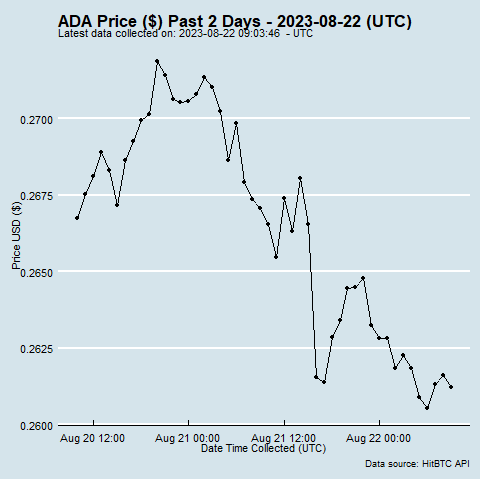 ADA Price ($) Past 2 Days - 2023-08-22 (UTC)
Latest data collected on: 2023-08-22 09:03:46  - UTC
0.2700
0.2675
0.2650
0.2625
0.2600
Price USD ($)
Aug 20 12:00
Aug 21 00:00
Aug 21 12:00
Aug 22 00:00
Date Time Collected (UTC)
Data source: HitBTC API